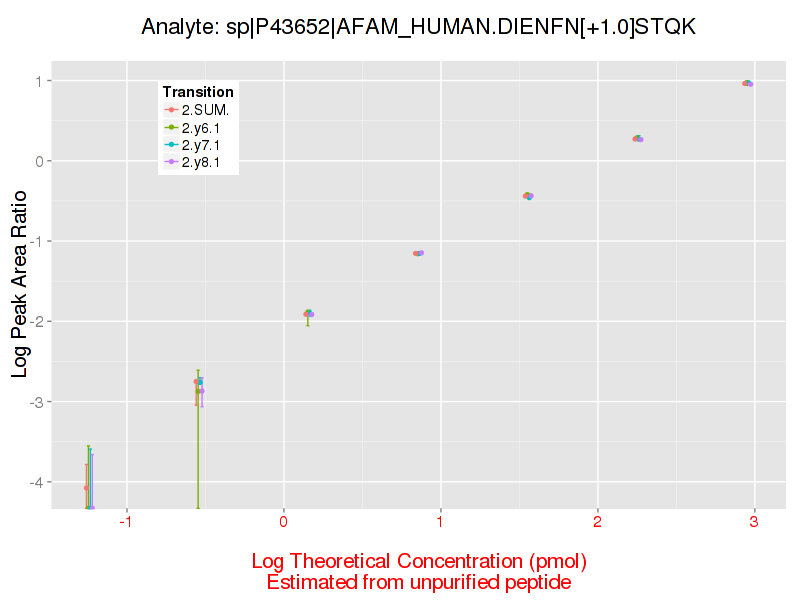 Analyte: sp|P43652|AFAM_HUMAN.DIENFN[+1.0]STQK
Transition
2.SUM.
2.y6.1
2.y7.1
2.y8.1
Log Peak Area Ratio
1
0
-1
-2
-3
-4
-1 0 1 2 3
Log Theoretical Concentration (pmol)
Estimated from unpurified peptide